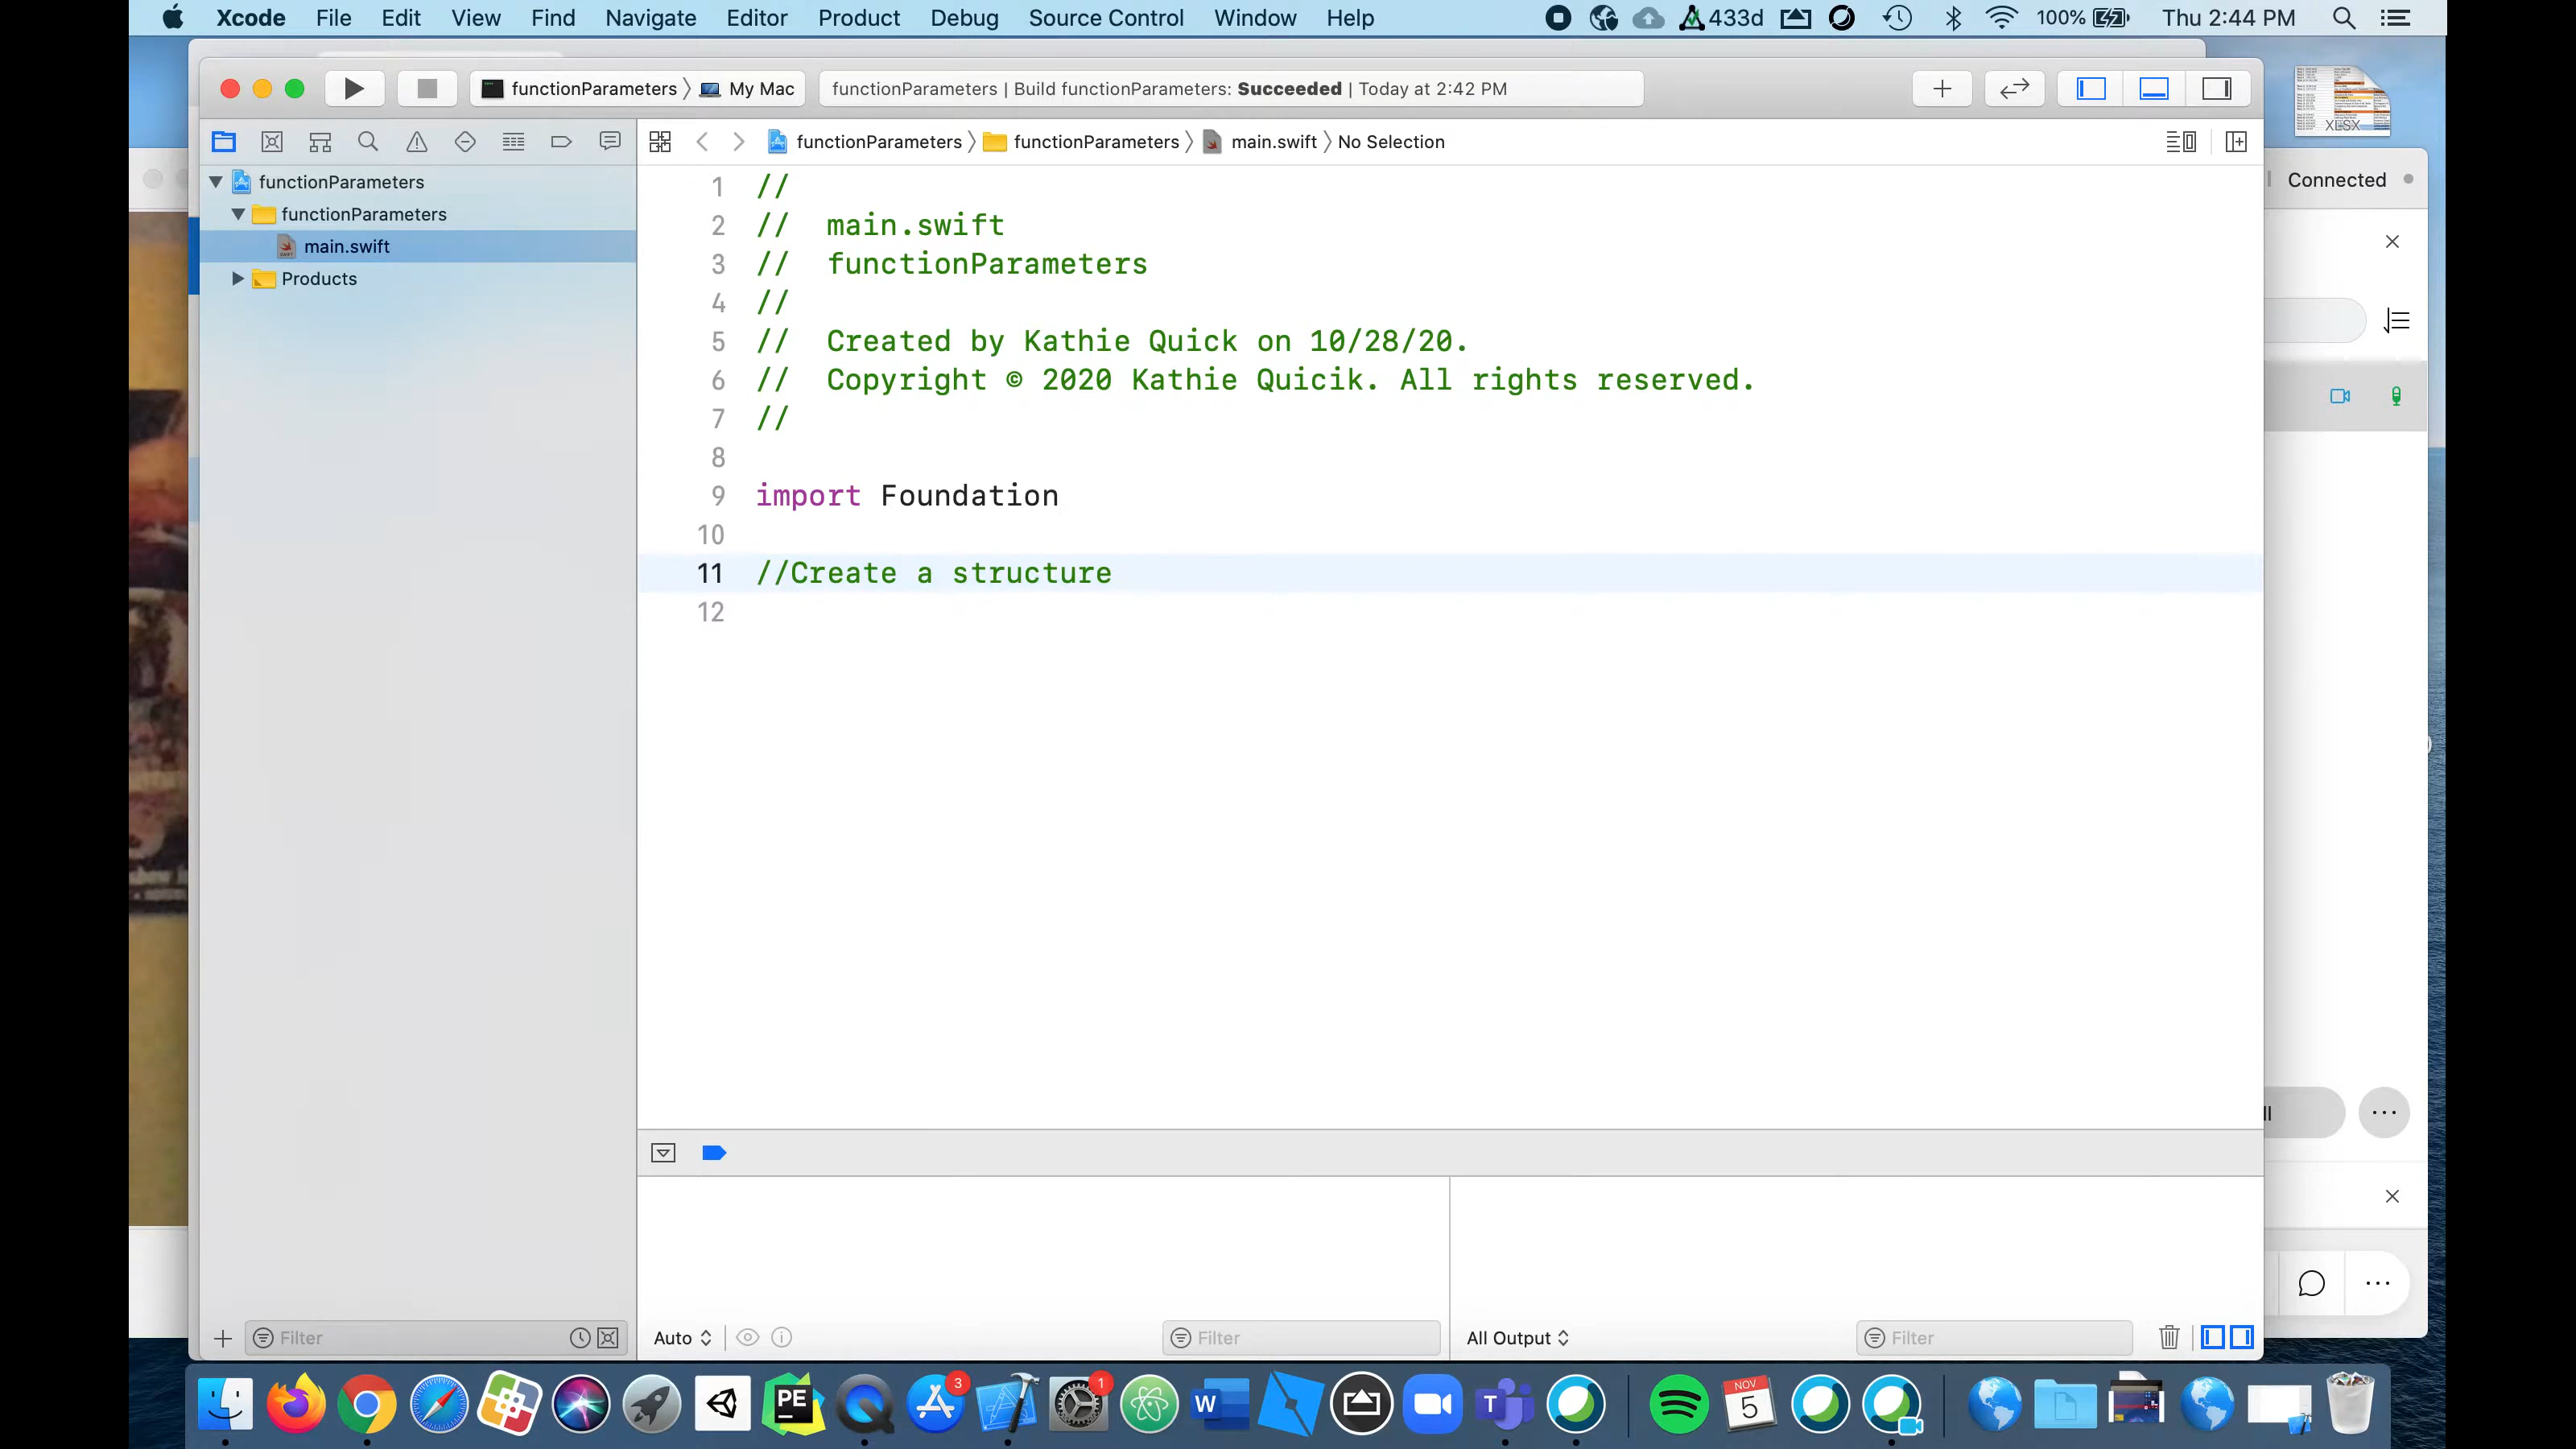 Xcode File Edit View Find Navigate Editor Product Debug Source Control Window Help 433d 100% Thu 2:44 PM
functionParameters My Mac functionParameters | Build functionParameters: Succeeded | Today at 2:42 PM
XLSX
functionParameters functionParameters main.swift No Selection
Connected
functionParameters
functionParameters
main.swift
Products
1 //
2 // main.swift
3 // functionParameters
4 //
5 // Created by Kathie Quick on 10/28/20.
6 // Copyright © 2020 Kathie Quicik. All rights reserved.
7 //
8
9 import Foundation
10
11 //Create a structure
12
Filter Auto Filter All Output Filter
PE 3 1 W T NOV 5